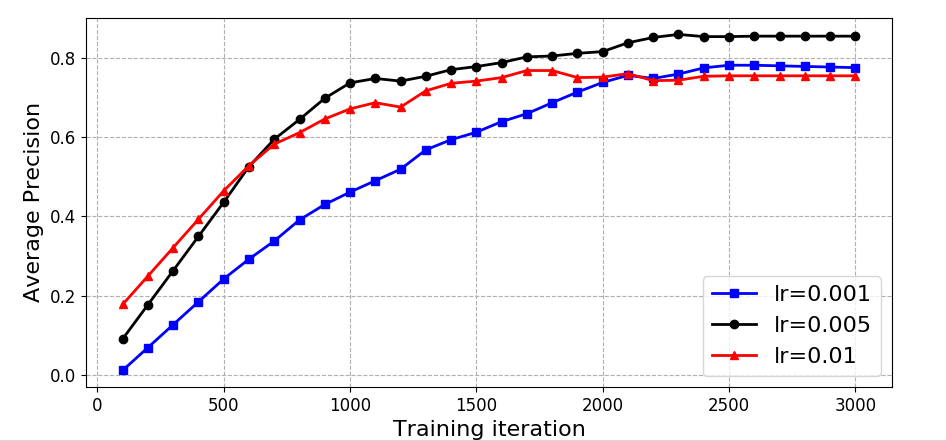 Average Precision
0.8
0.6
0.4
0.2
0.0
0 500 1000 1500 2000 2500 3000
Training iteration
lr=0.001
lr=0.005
lr=0.01